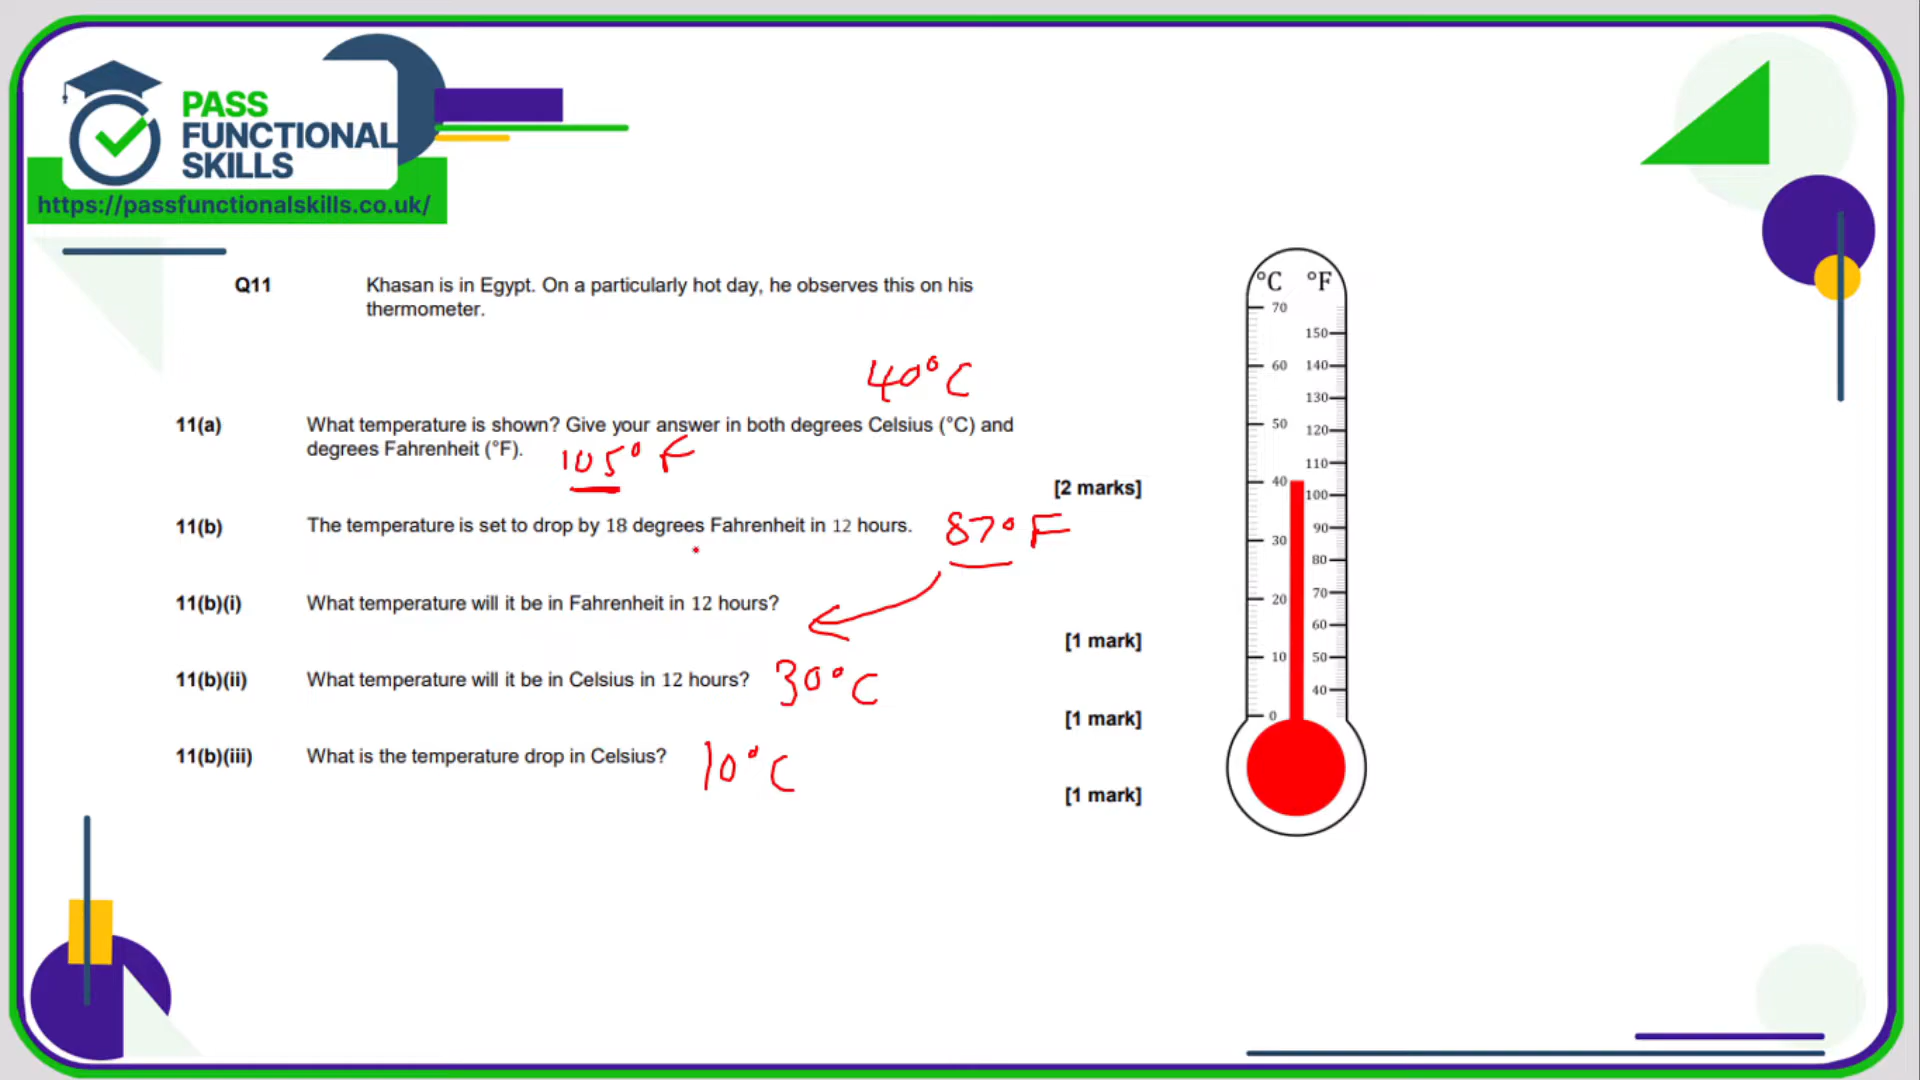 PASS
FUNCTIONAL
SKILLS
https://passfunctionalskills.co.uk/
Q11 Khasan is in Egypt. On a particularly hot day, he observes this on his
thermometer.
40°C
11(a) What temperature is shown? Give your answer in both degrees Celsius (°C) and
degrees Fahrenheit (°F).
105°F
[2 marks]
11(b) The temperature is set to drop by 18 degrees Fahrenheit in 12 hours.
87°F
11(b)(i) What temperature will it be in Fahrenheit in 12 hours?
[1 mark]
11(b)(ii) What temperature will it be in Celsius in 12 hours? 30°C
[1 mark]
11(b)(iii) What is the temperature drop in Celsius? 10°C
[1 mark]
°C °F
70
150
60 140
130
50 120
110
40 100
90
30 80
20 70
60
10 50
40
0